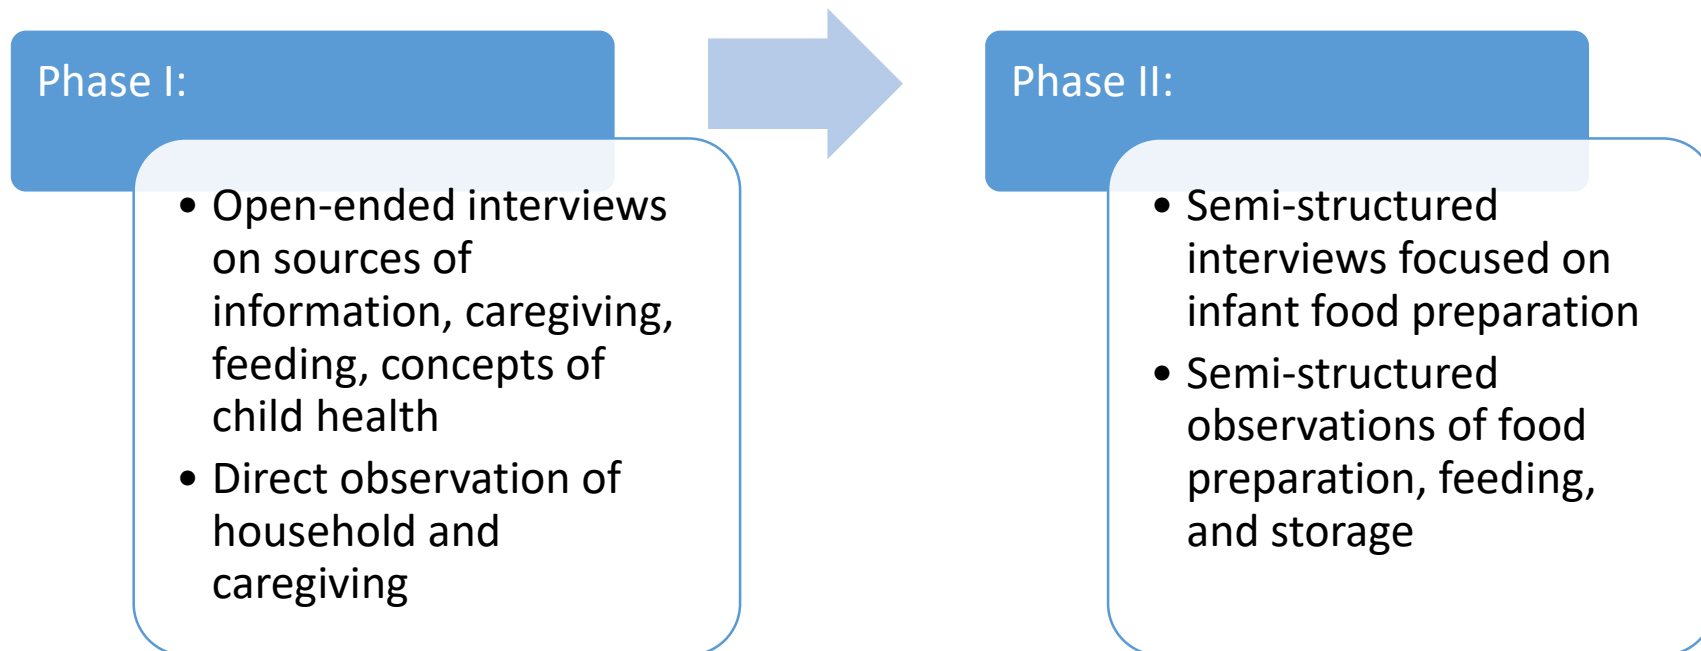 Phase I:
• Open-ended interviews
on sources of
information, caregiving,
feeding, concepts of
child health
• Direct observation of
household and
caregiving
Phase II:
• Semi-structured
interviews focused on
infant food preparation
• Semi-structured
observations of food
preparation, feeding,
and storage